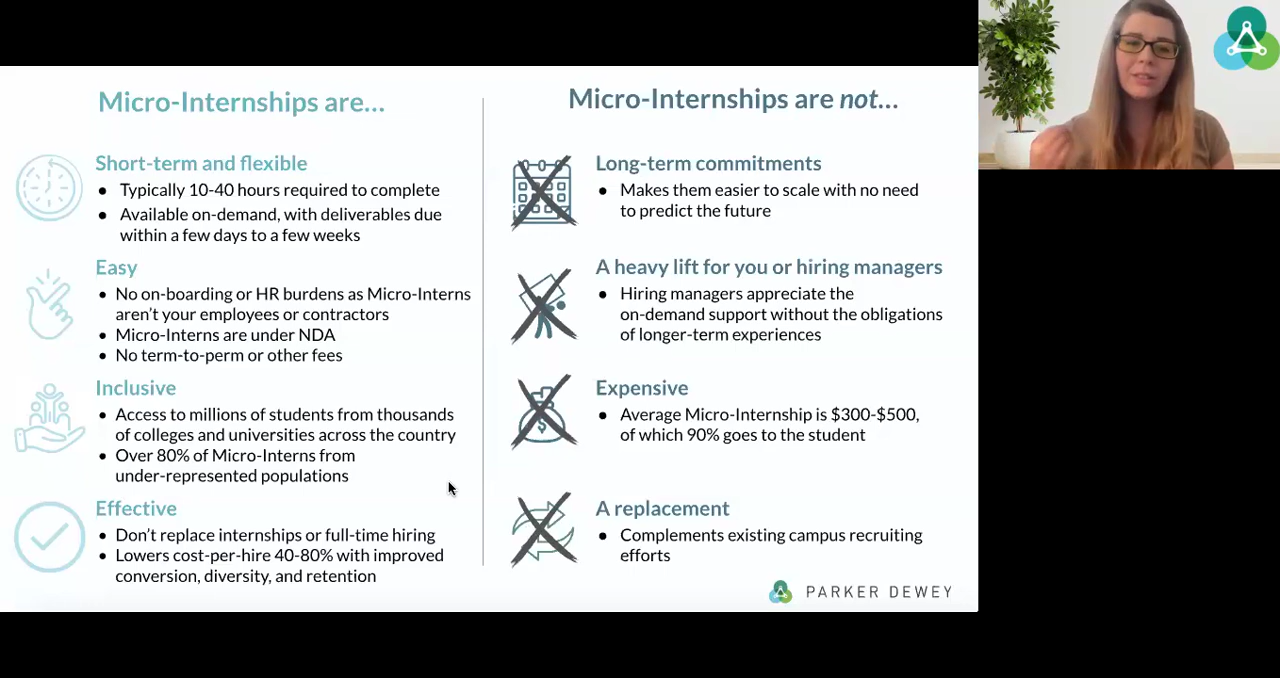 Micro-Internships are...
Short-term and flexible
● Typically 10-40 hours required to complete
● Available on-demand, with deliverables due
within a few days to a few weeks
Easy
● No on-boarding or HR burdens as Micro-Interns
aren't your employees or contractors
● Micro-Interns are under NDA
● No term-to-perm or other fees
Inclusive
● Access to millions of students from thousands
of colleges and universities across the country
● Over 80% of Micro-Interns from
under-represented populations
Effective
● Don't replace internships or full-time hiring
● Lowers cost-per-hire 40-80% with improved
conversion, diversity, and retention
Micro-Internships are not...
Long-term commitments
● Makes them easier to scale with no need
to predict the future
A heavy lift for you or hiring managers
● Hiring managers appreciate the
on-demand support without the obligations
of longer-term experiences
Expensive
● Average Micro-Internship is $300-$500,
of which 90% goes to the student
A replacement
● Complements existing campus recruiting
efforts
PARKER DEWEY